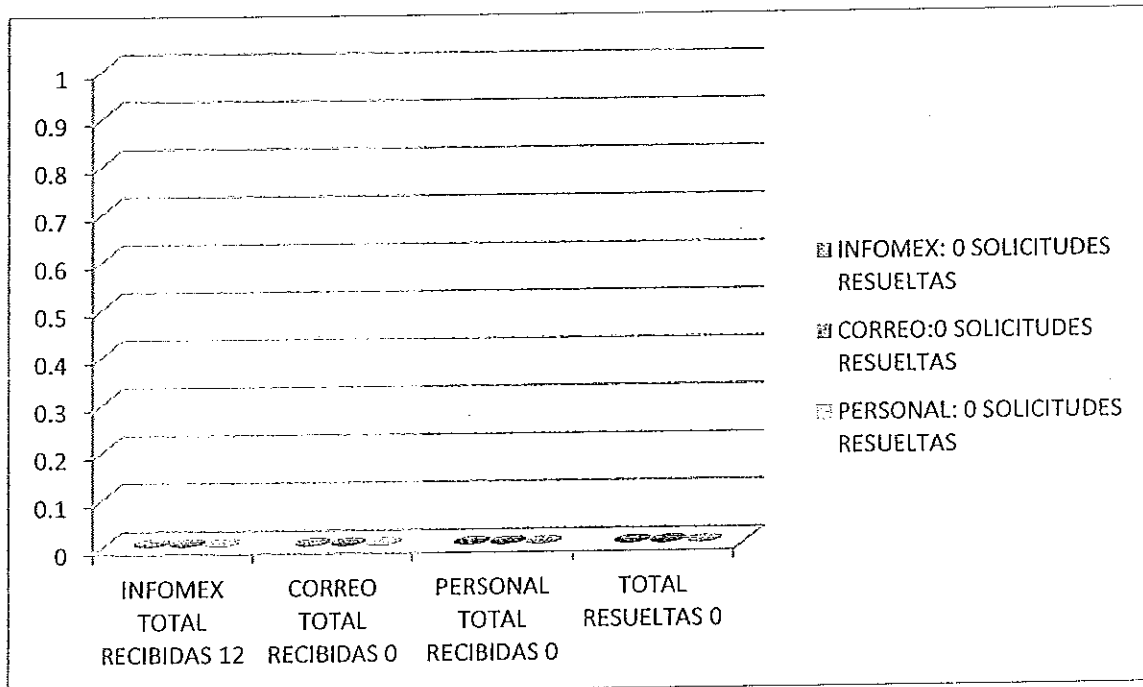 1
0.9
0.8
0.7
0.6
0.5
0.4
0.3
0.2
0.1
0
INFOMEX
TOTAL
RECIBIDAS 12
CORREO
TOTAL
RECIBIDAS 0
PERSONAL
TOTAL
RECIBIDAS 0
TOTAL
RESUELTAS 0
INFOMEX: 0 SOLICITUDES
RESUELTAS
CORREO:0 SOLICITUDES
RESUELTAS
PERSONAL: 0 SOLICITUDES
RESUELTAS